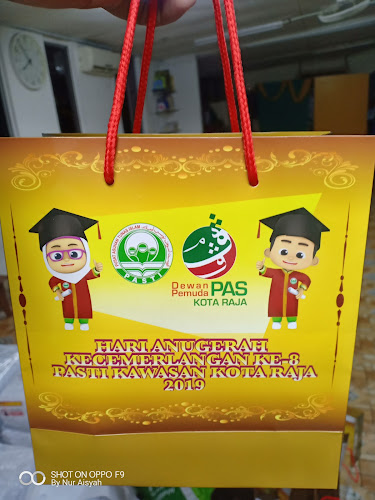 PASTI
Dewan
Pemuda PAS
KOTA RAJA
HARI ANUGERAH
KECEMERLANGAN KE-8
PASTI KAWASAN KOTA RAJA
2019
SHOT ON OPPO F9
By Nur Aisyah